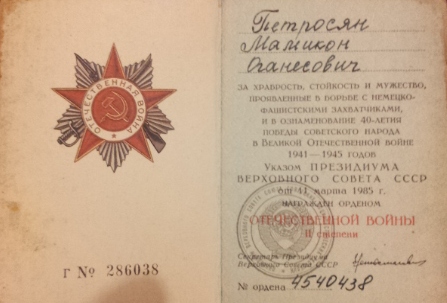 ОТЕЧЕСТВЕННАЯ ВОЙНА
Г № 286038
Петросян
Мамикон
Оганесович
ЗА ХРАБРОСТЬ, СТОЙКОСТЬ И МУЖЕСТВО,
ПРОЯВЛЕННЫЕ В БОРЬБЕ С НЕМЕЦКО-
ФАШИСТСКИМИ ЗАХВАТЧИКАМИ,
И В ОЗНАМЕНОВАНИЕ 40-ЛЕТИЯ
ПОБЕДЫ СОВЕТСКОГО НАРОДА
В ВЕЛИКОЙ ОТЕЧЕСТВЕННОЙ ВОЙНЕ
1941—1945 ГОДОВ
УКАЗОМ ПРЕЗИДИУМА
ВЕРХОВНОГО СОВЕТА СССР
от 11 марта 1985 г.
НАГРАЖДЕН ОРДЕНОМ
ОТЕЧЕСТВЕННОЙ ВОЙНЫ
II степени
Секретарь Президиума
Верховного Совета СССР
№ ордена 4540438